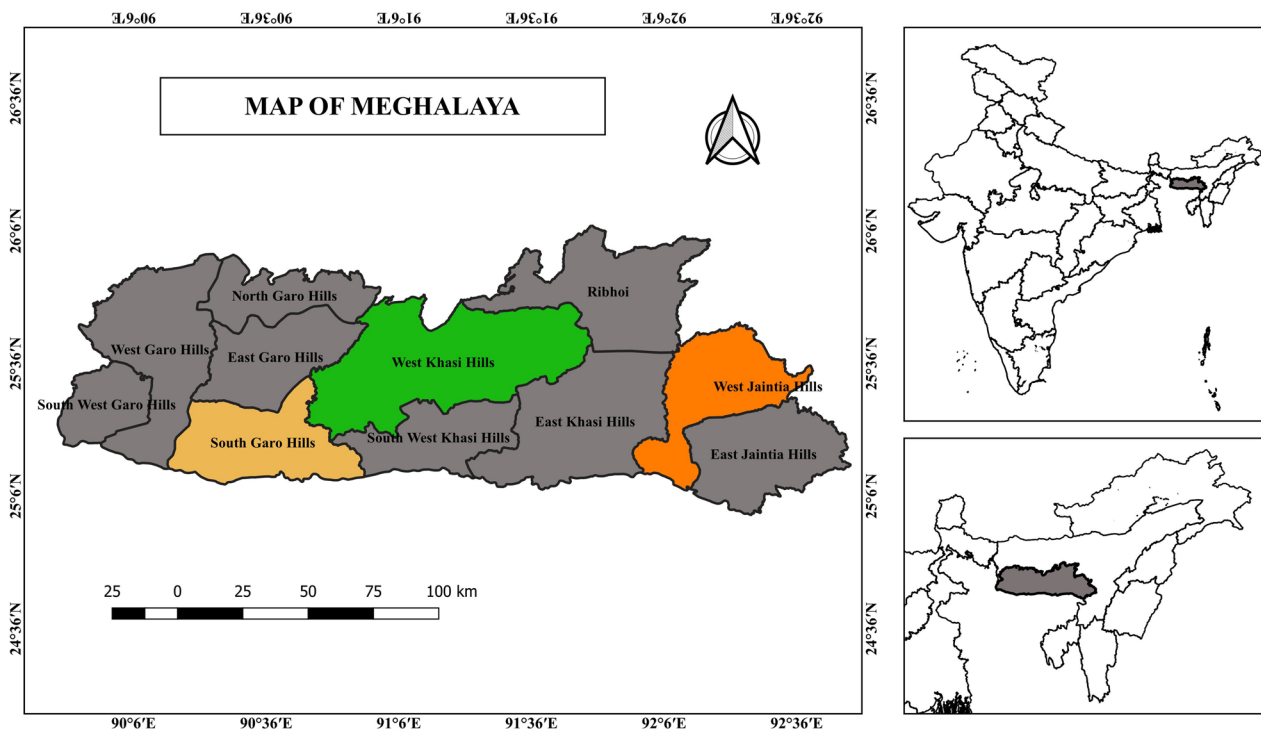 90°6′E 90°36′E 91°6′E 91°36′E 92°6′E 92°36′E
MAP OF MEGHALAYA
26°36′N 26°36′N
26°6′N 26°6′N
North Garo Hills
Ribhoi
West Garo Hills
East Garo Hills
West Khasi Hills
25°36′N 25°36′N
West Jaintia Hills
South West Garo Hills
East Khasi Hills
South Garo Hills
South West Khasi Hills
East Jaintia Hills
25°6′N 25°6′N
25 0 25 50 75 100 km
24°36′N 24°36′N
90°6′E 90°36′E 91°6′E 91°36′E 92°6′E 92°36′E